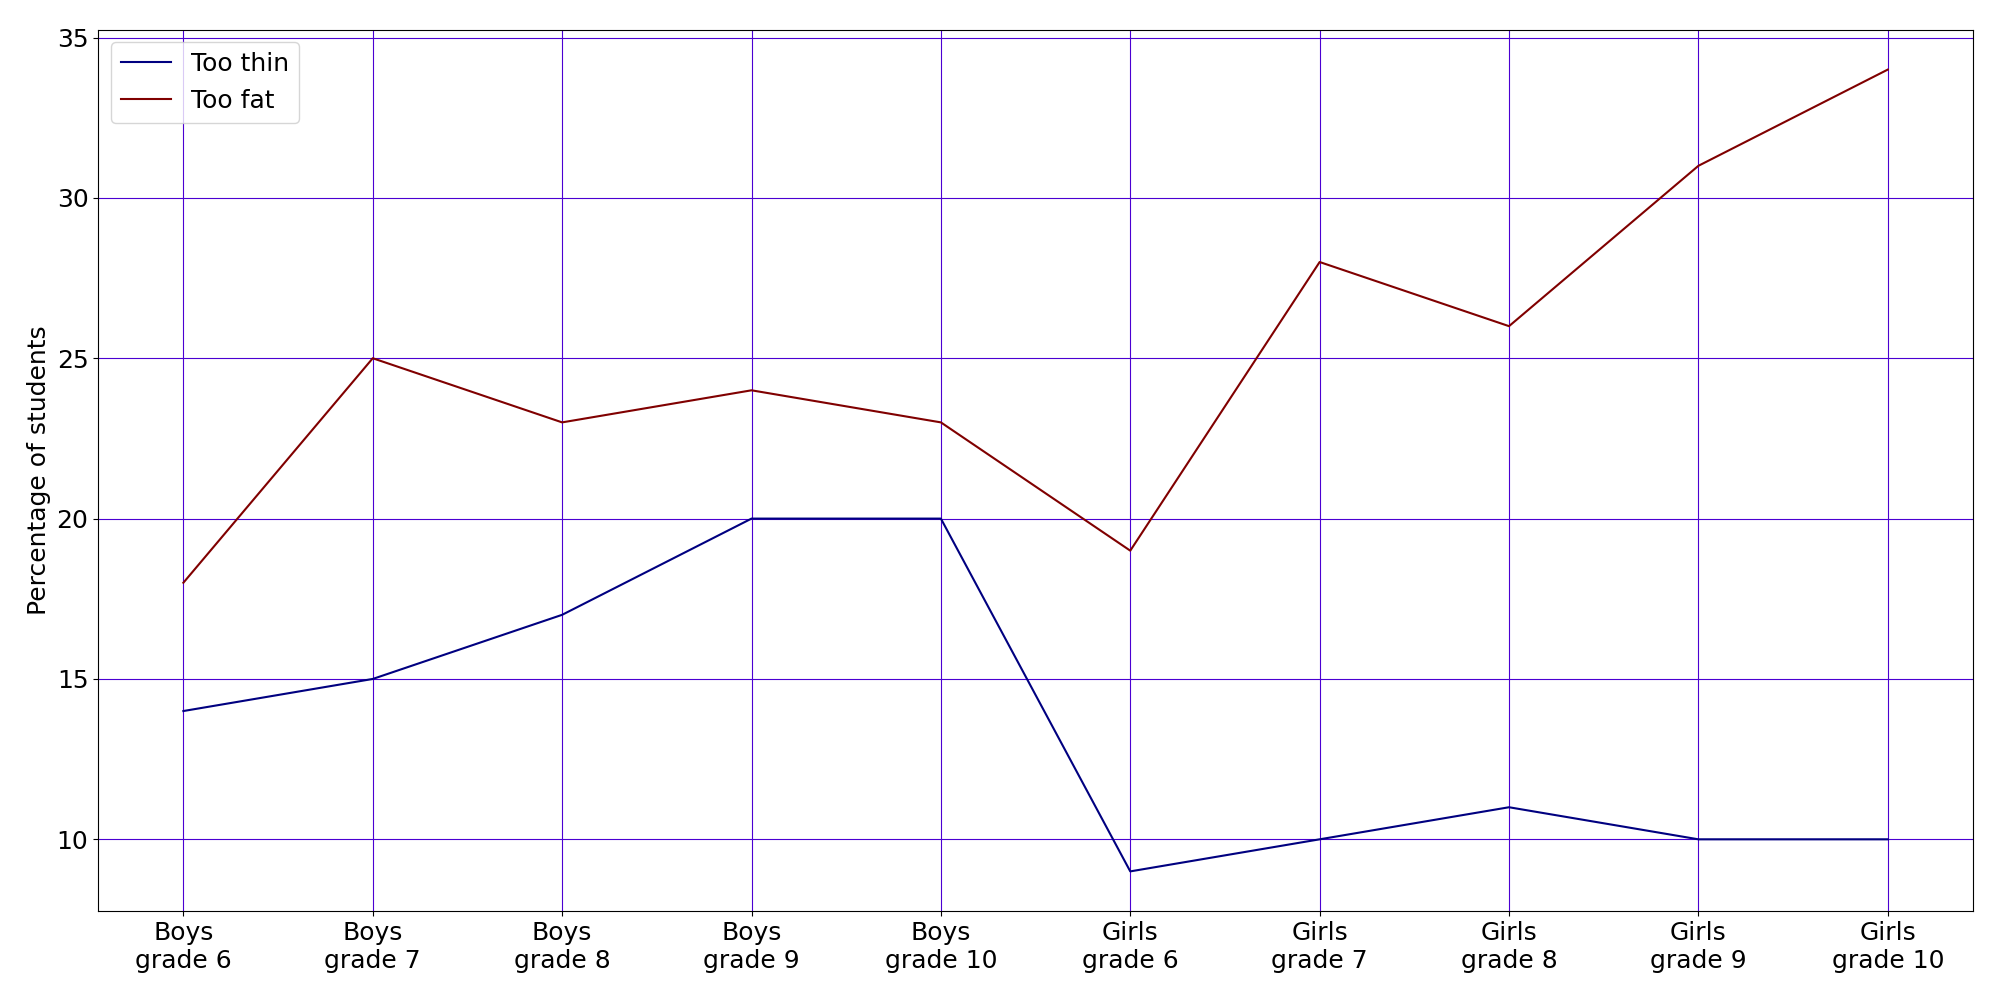 Too thin
Too fat
Percentage of students
35
30
25
20
15
10
Boys
grade 6
Boys
grade 7
Boys
grade 8
Boys
grade 9
Boys
grade 10
Girls
grade 6
Girls
grade 7
Girls
grade 8
Girls
grade 9
Girls
grade 10